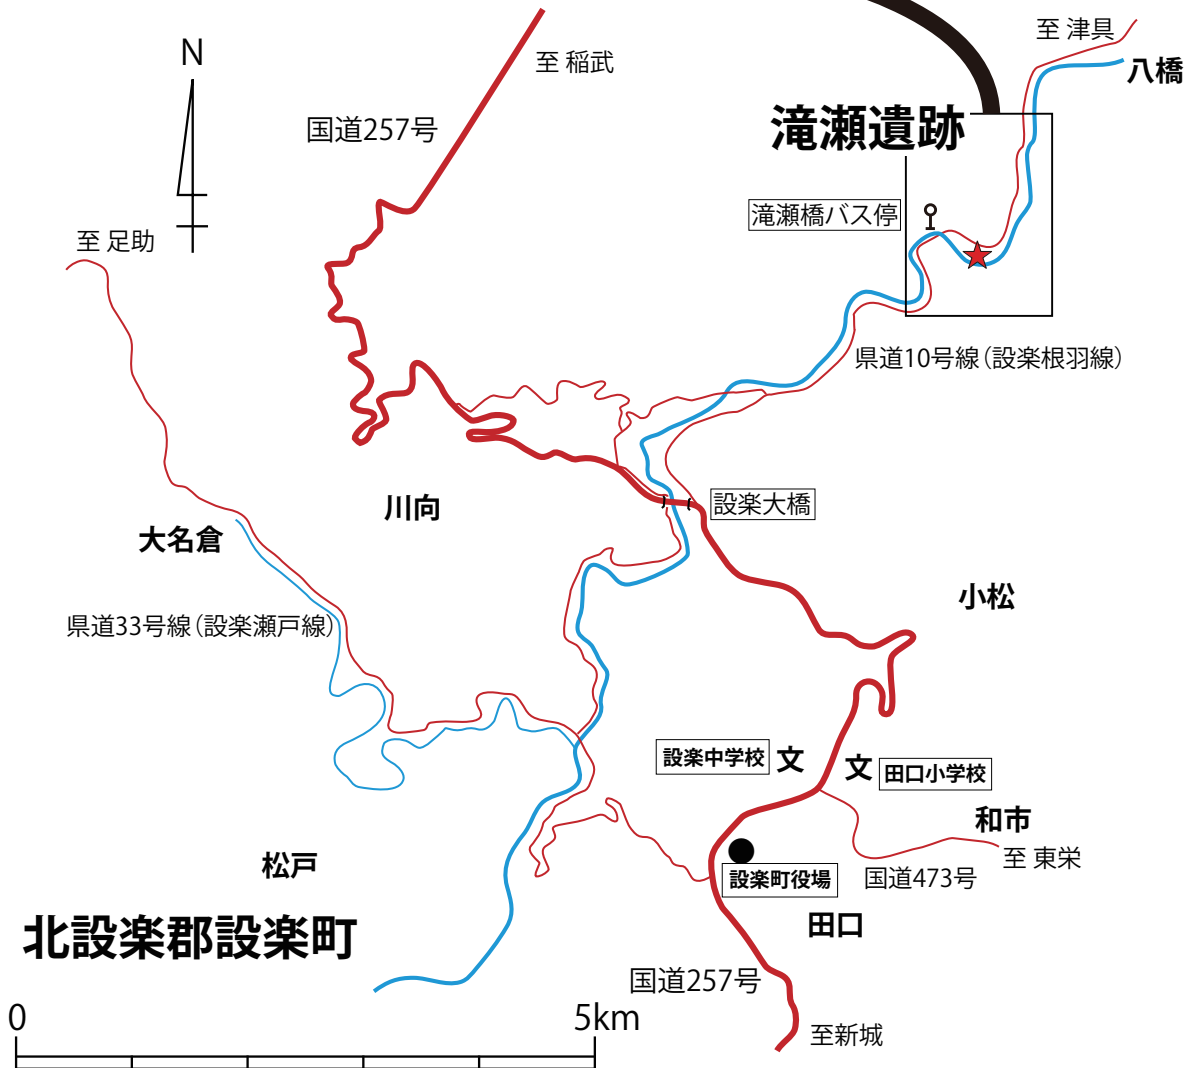 至 津具
八橋
N
至 稲武
国道257号
滝瀬遺跡
滝瀬橋バス停
至 足助
県道10号線(設楽根羽線)
川向
設楽大橋
大名倉
小松
県道33号線(設楽瀬戸線)
設楽中学校
文
文
田口小学校
和市
至 東栄
松戸
設楽町役場
国道473号
田口
北設楽郡設楽町
国道257号
0
5km
至新城